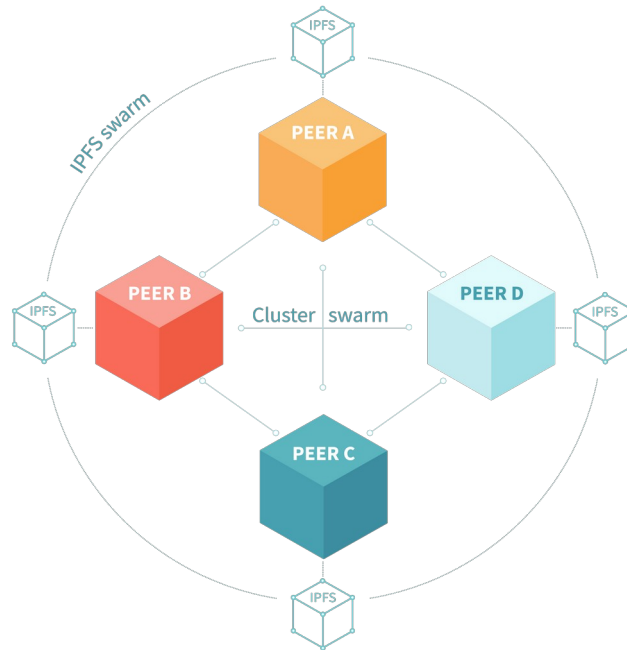 IPFS
IPFS swarm
PEER A
PEER B
PEER D
IPFS
Cluster swarm
IPFS
PEER C
IPFS